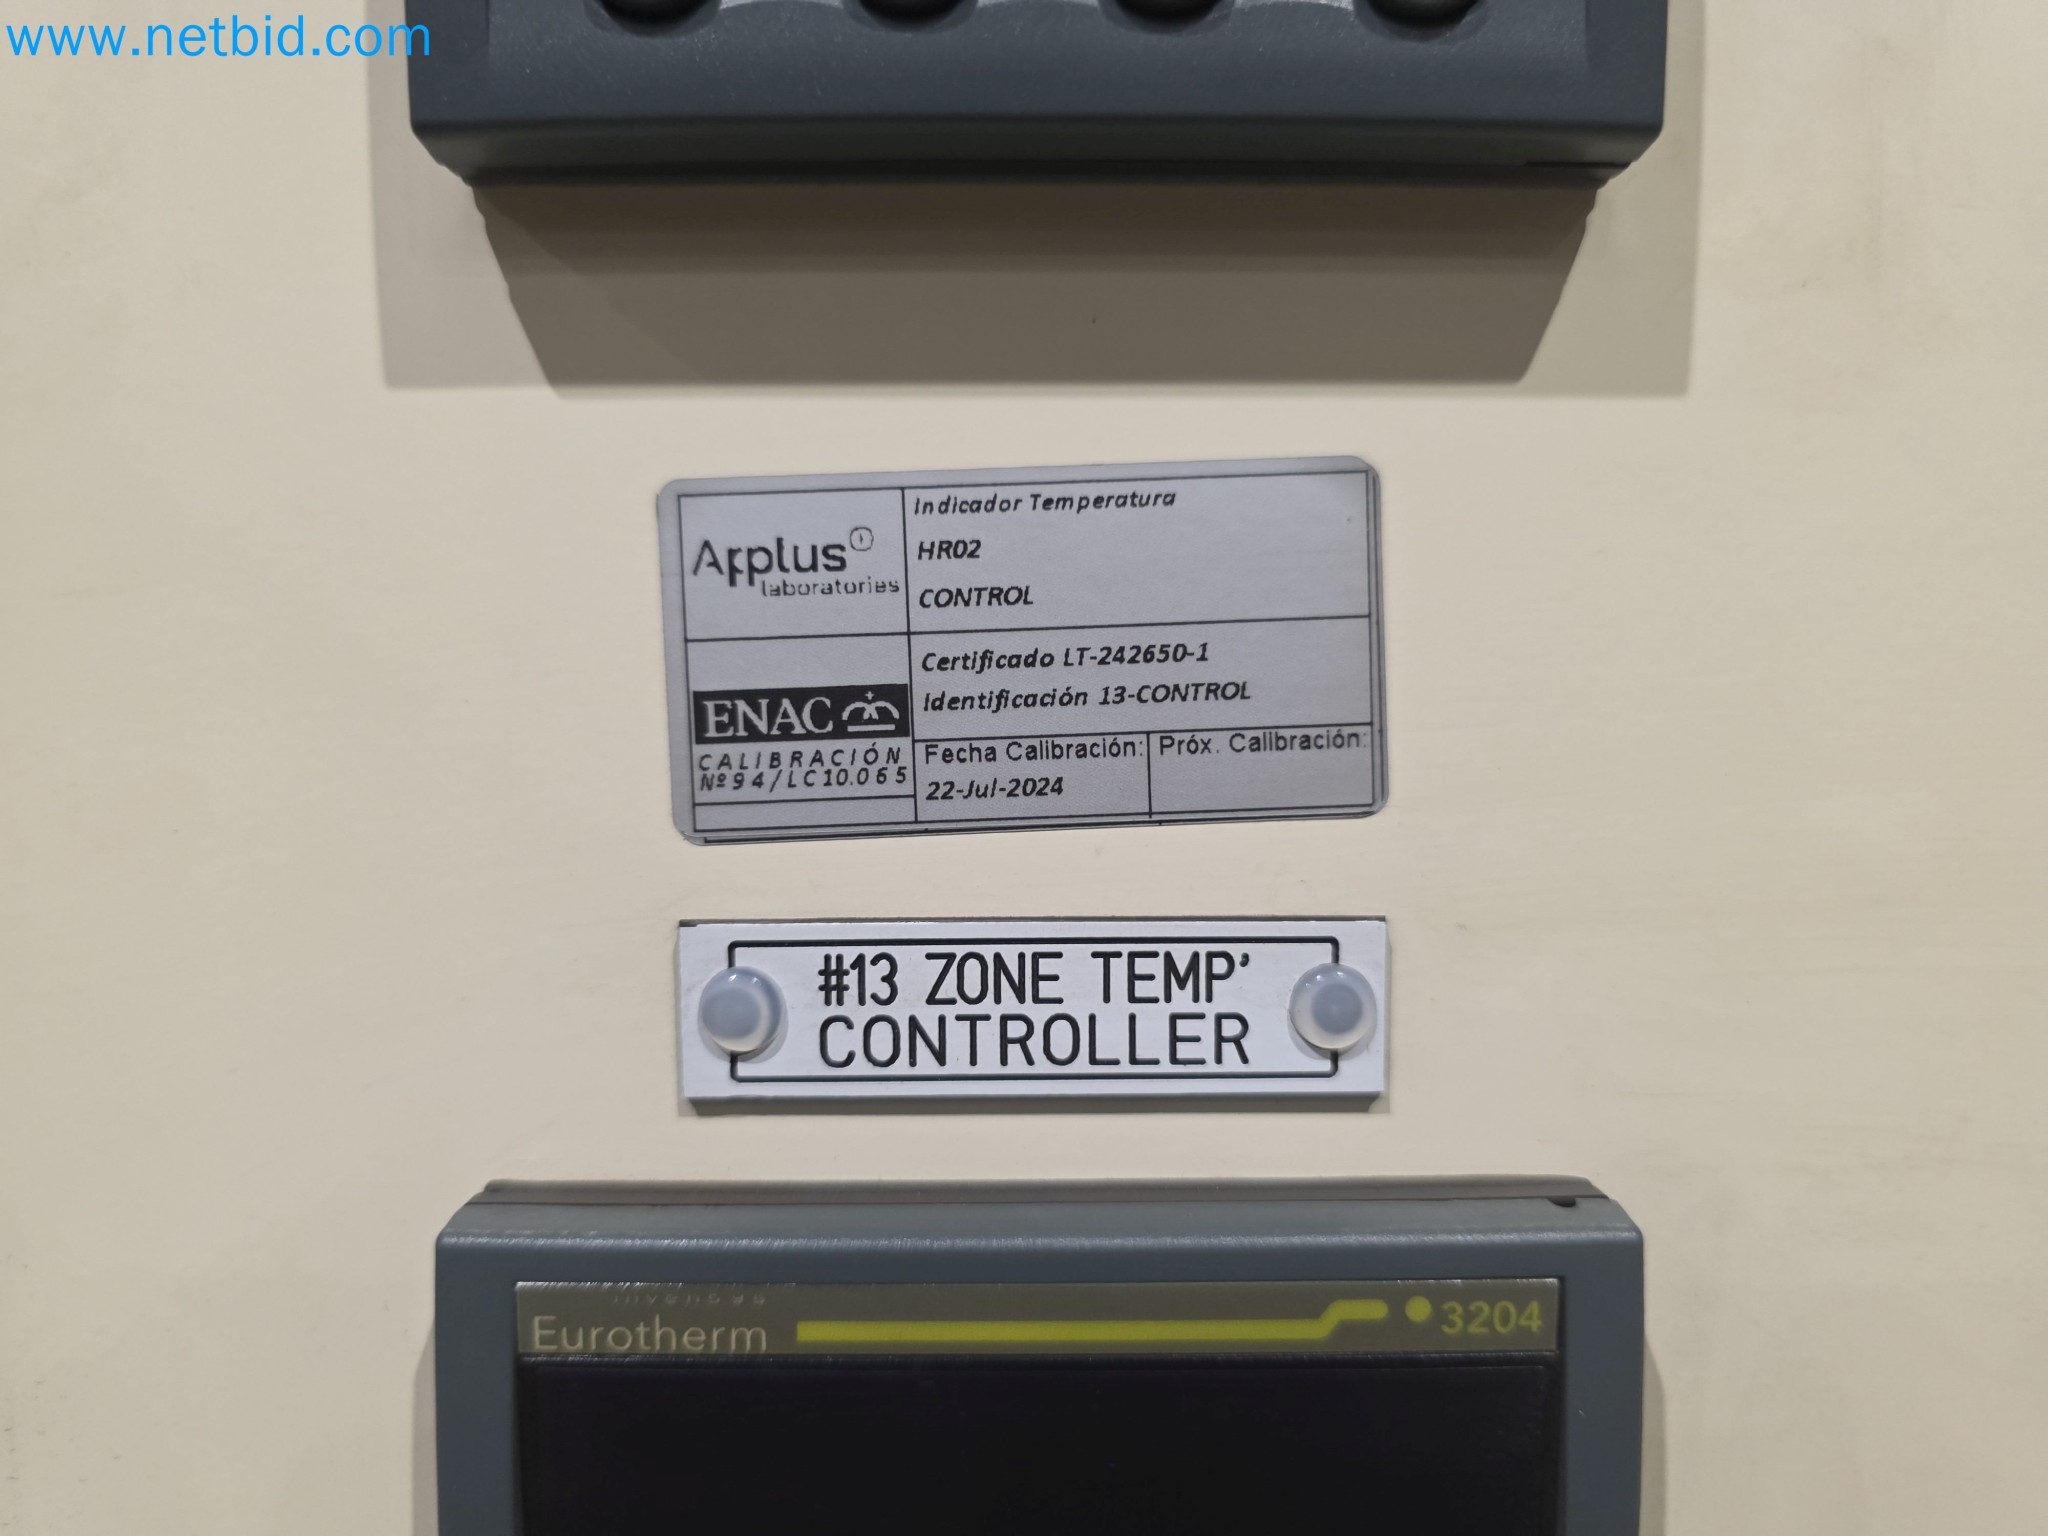 www.netbid.com
Applus
laboratories
Indicador Temperatura
HR02
CONTROL
Certificado LT-242650-1
Identificación 13-CONTROL
ENAC
CALIBRACIÓN
Nº94/LC10.065
Fecha Calibración:
22-Jul-2024
Próx. Calibración:
#13 ZONE TEMP'
CONTROLLER
invensys
Eurotherm
3204